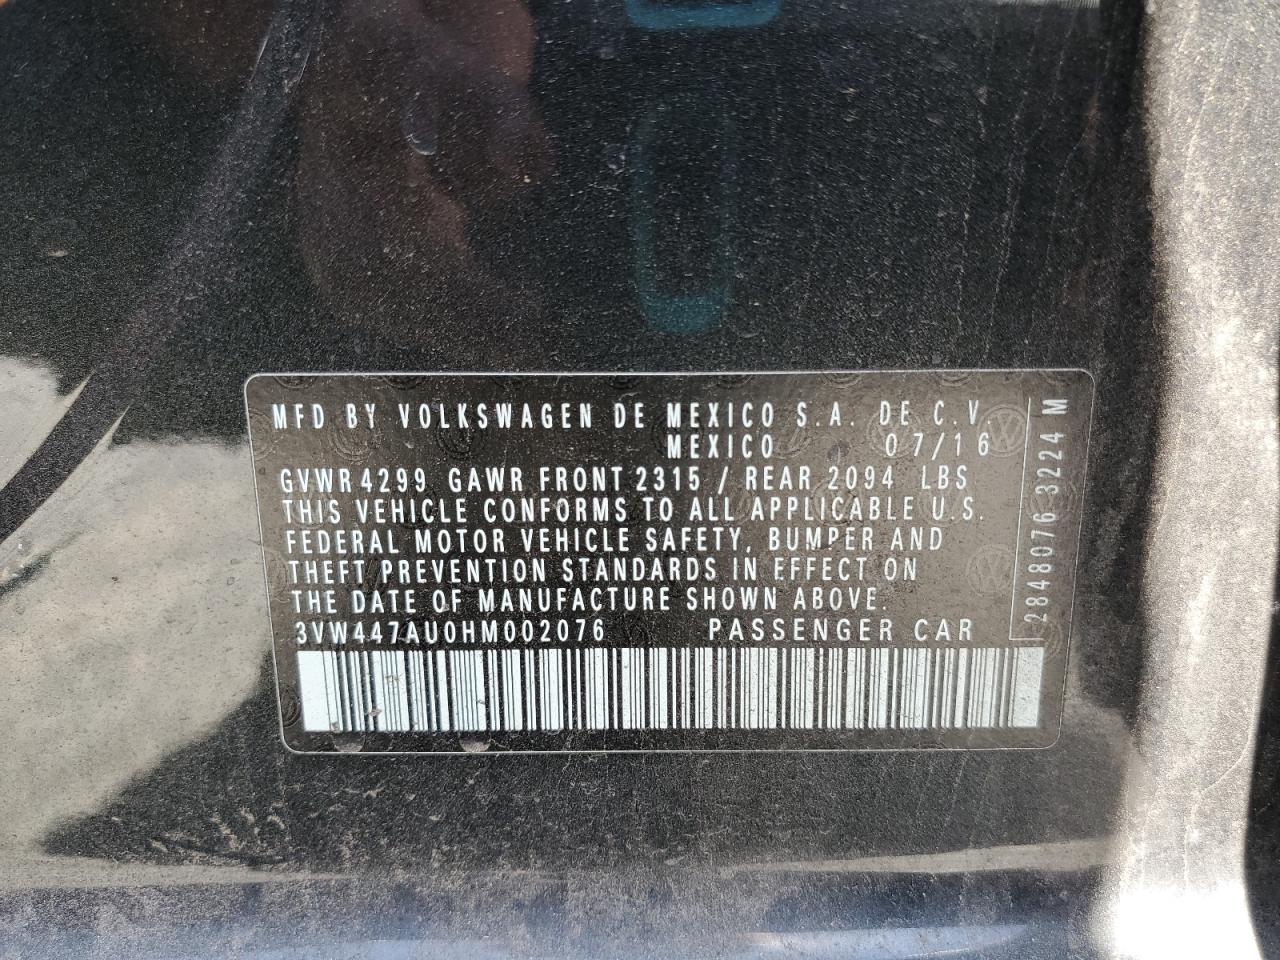 MFD BY VOLKSWAGEN DE MEXICO S.A. DE C.V.
MEXICO 07/16
GVWR 4299 GAWR FRONT 2315 / REAR 2094 LBS
THIS VEHICLE CONFORMS TO ALL APPLICABLE U.S.
FEDERAL MOTOR VEHICLE SAFETY, BUMPER AND
THEFT PREVENTION STANDARDS IN EFFECT ON
THE DATE OF MANUFACTURE SHOWN ABOVE.
3VW447AU0HM002076 PASSENGER CAR
2848076 3224 M